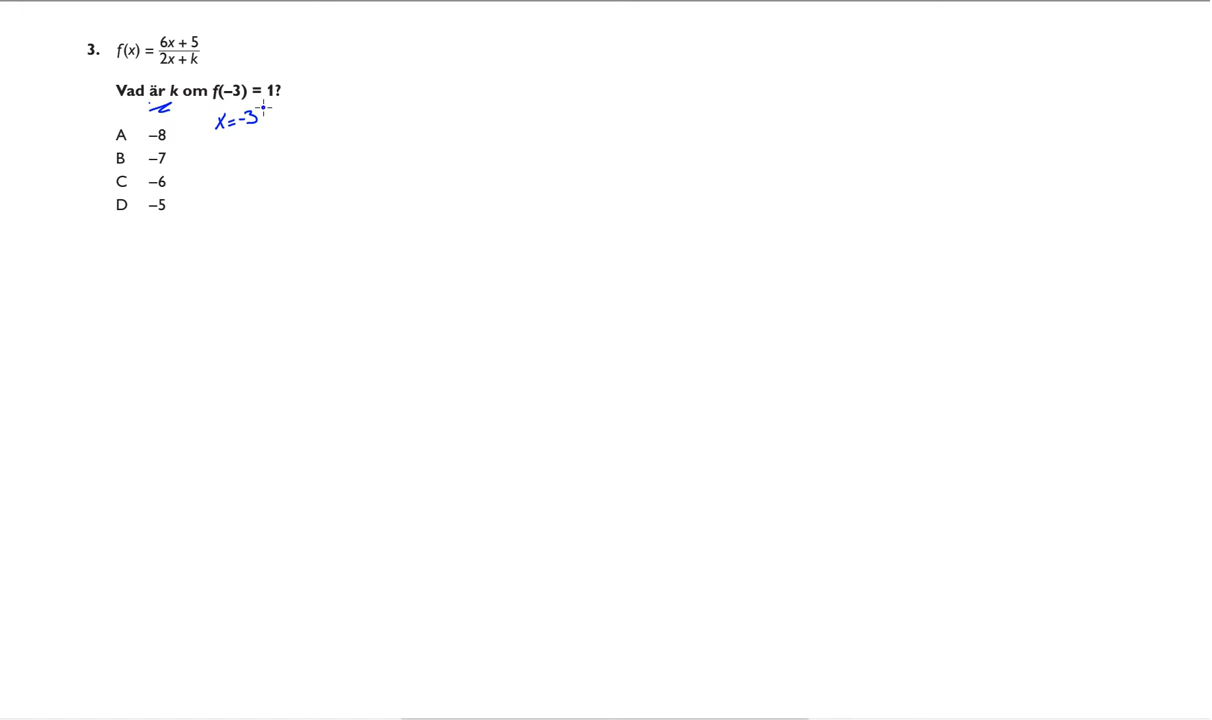 3. f(x) = 6x + 5 / 2x + k
Vad är k om f(–3) = 1?
x=-3
A –8
B –7
C –6
D –5